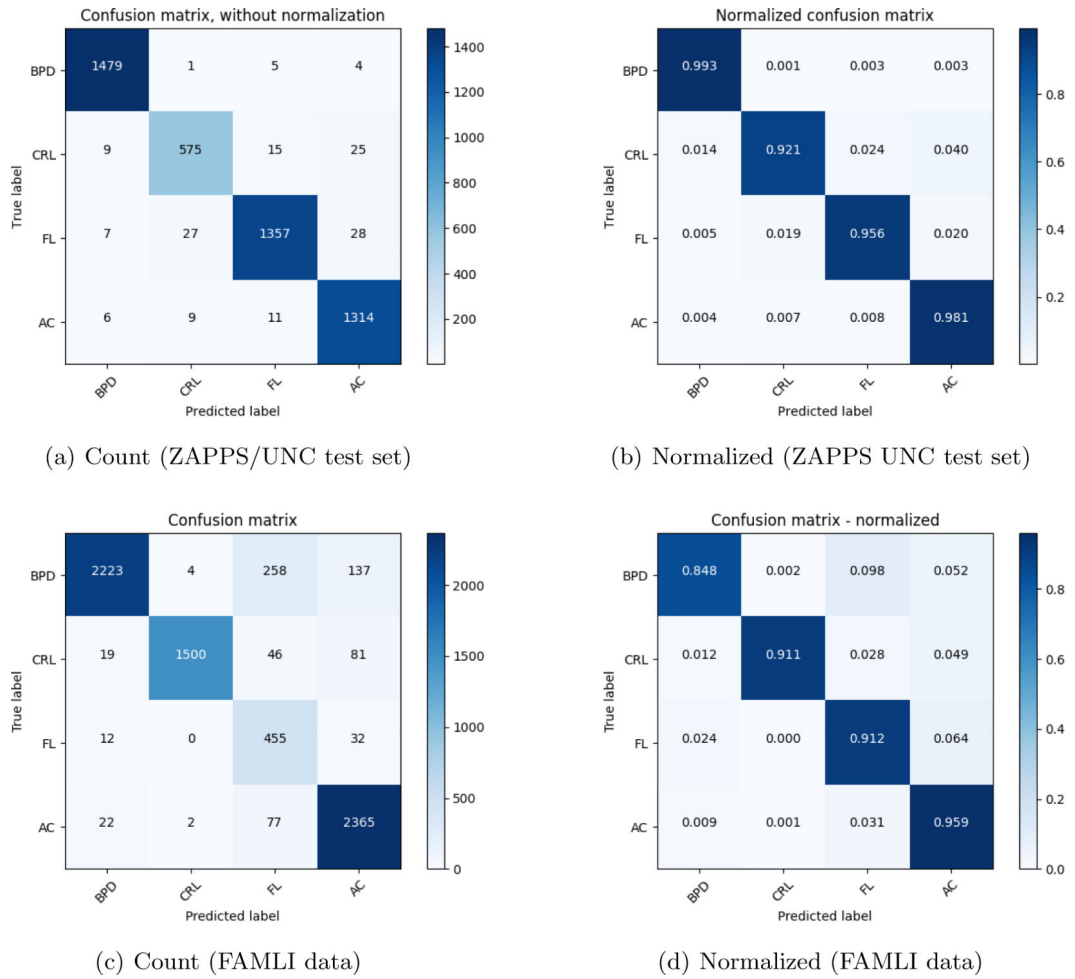 Confusion matrix, without normalization
BPD 1479 1 5 4
CRL 9 575 15 25
FL 7 27 1357 28
AC 6 9 11 1314
True label
BPD CRL FL AC
Predicted label
1400
1200
1000
800
600
400
200
(a) Count (ZAPPS/UNC test set)
Normalized confusion matrix
BPD 0.993 0.001 0.003 0.003
CRL 0.014 0.921 0.024 0.040
FL 0.005 0.019 0.956 0.020
AC 0.004 0.007 0.008 0.981
True label
BPD CRL FL AC
Predicted label
0.8
0.6
0.4
0.2
(b) Normalized (ZAPPS UNC test set)
Confusion matrix
BPD 2223 4 258 137
CRL 19 1500 46 81
FL 12 0 455 32
AC 22 2 77 2365
True label
BPD CRL FL AC
Predicted label
2000
1500
1000
500
0
(c) Count (FAMLI data)
Confusion matrix - normalized
BPD 0.848 0.002 0.098 0.052
CRL 0.012 0.911 0.028 0.049
FL 0.024 0.000 0.912 0.064
AC 0.009 0.001 0.031 0.959
True label
BPD CRL FL AC
Predicted label
0.8
0.6
0.4
0.2
0.0
(d) Normalized (FAMLI data)